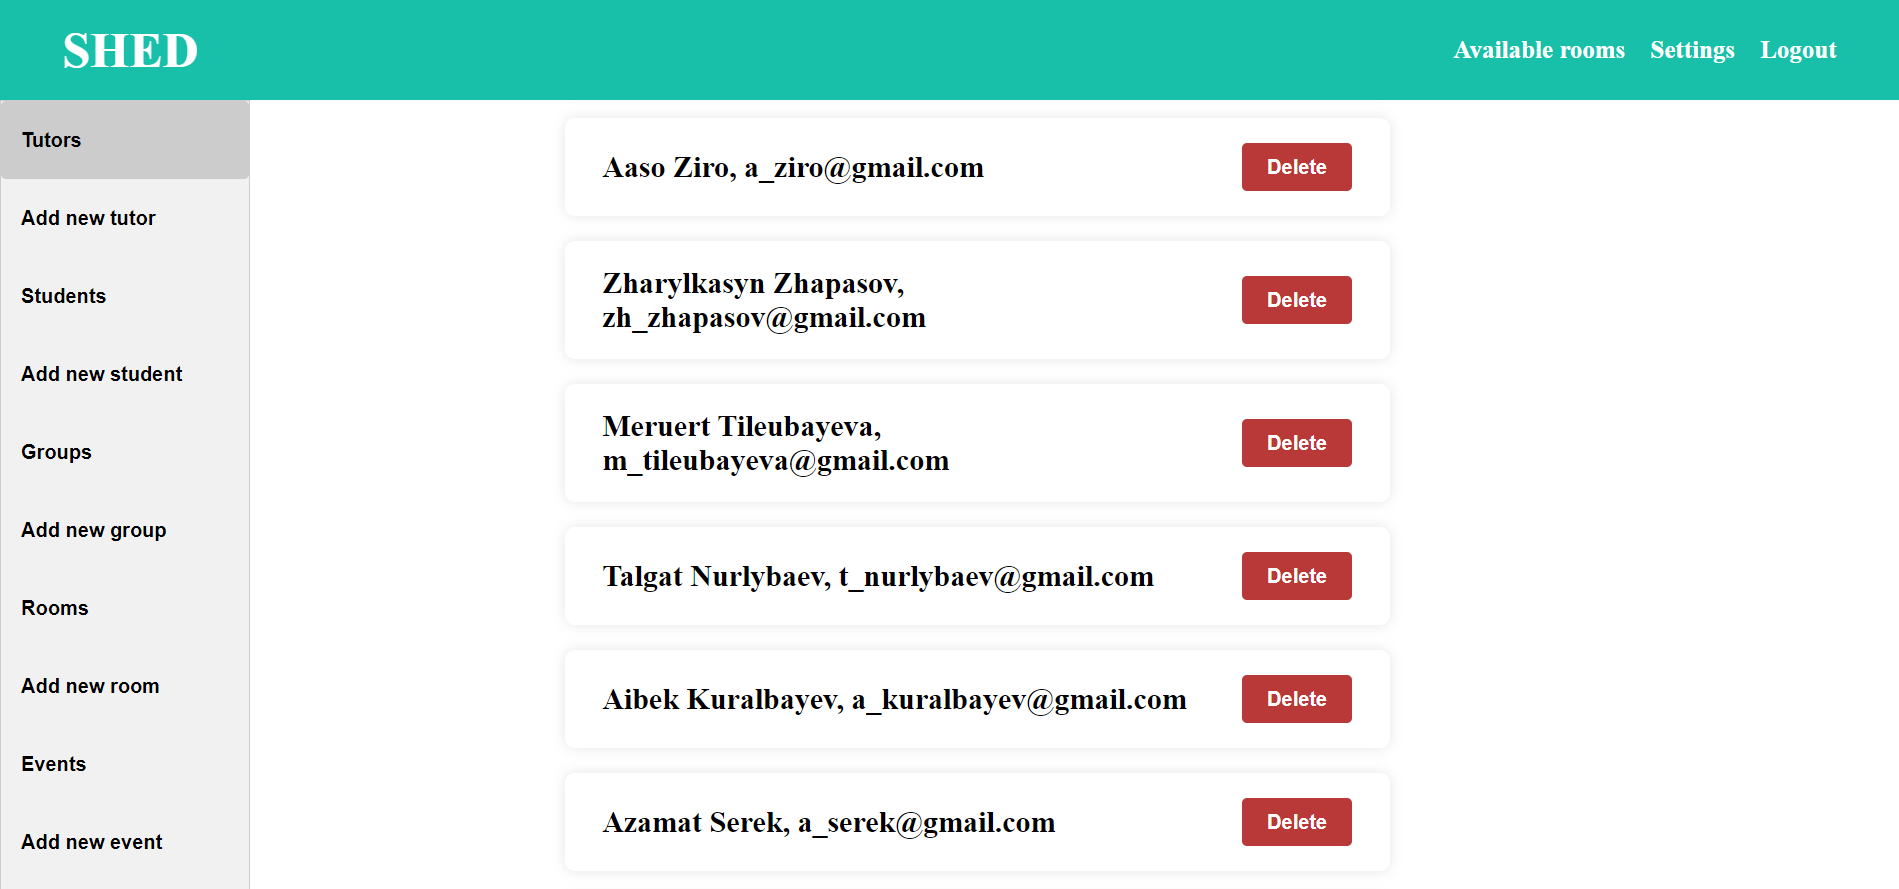 SHED
Available rooms
Settings
Logout
Tutors
Add new tutor
Students
Add new student
Groups
Add new group
Rooms
Add new room
Events
Add new event
Aaso Ziro, a_ziro@gmail.com
Delete
Zharylkasyn Zhapasov,
zh_zhapasov@gmail.com
Delete
Meruert Tileubayeva,
m_tileubayeva@gmail.com
Delete
Talgat Nurlybaev, t_nurlybaev@gmail.com
Delete
Aibek Kuralbayev, a_kuralbayev@gmail.com
Delete
Azamat Serek, a_serek@gmail.com
Delete